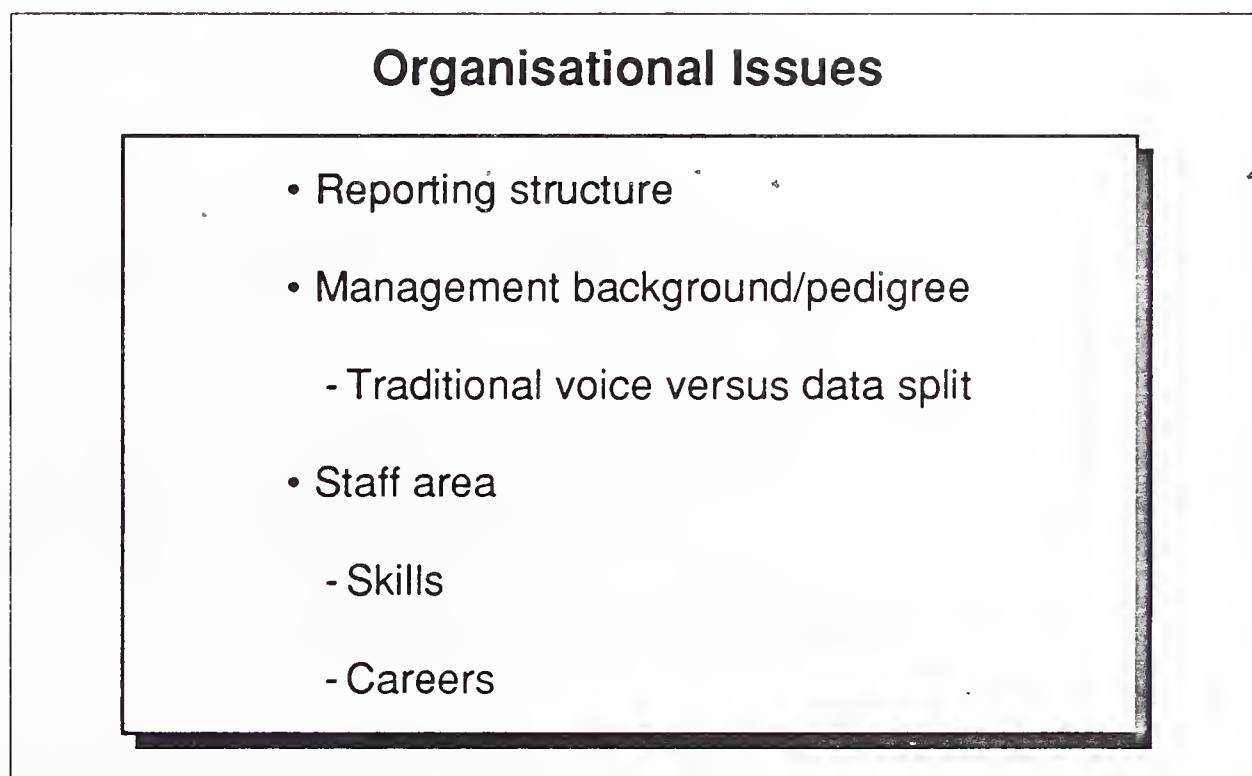 Organisational Issues
• Reporting structure
• Management background/pedigree
- Traditional voice versus data split
• Staff area
- Skills
- Careers